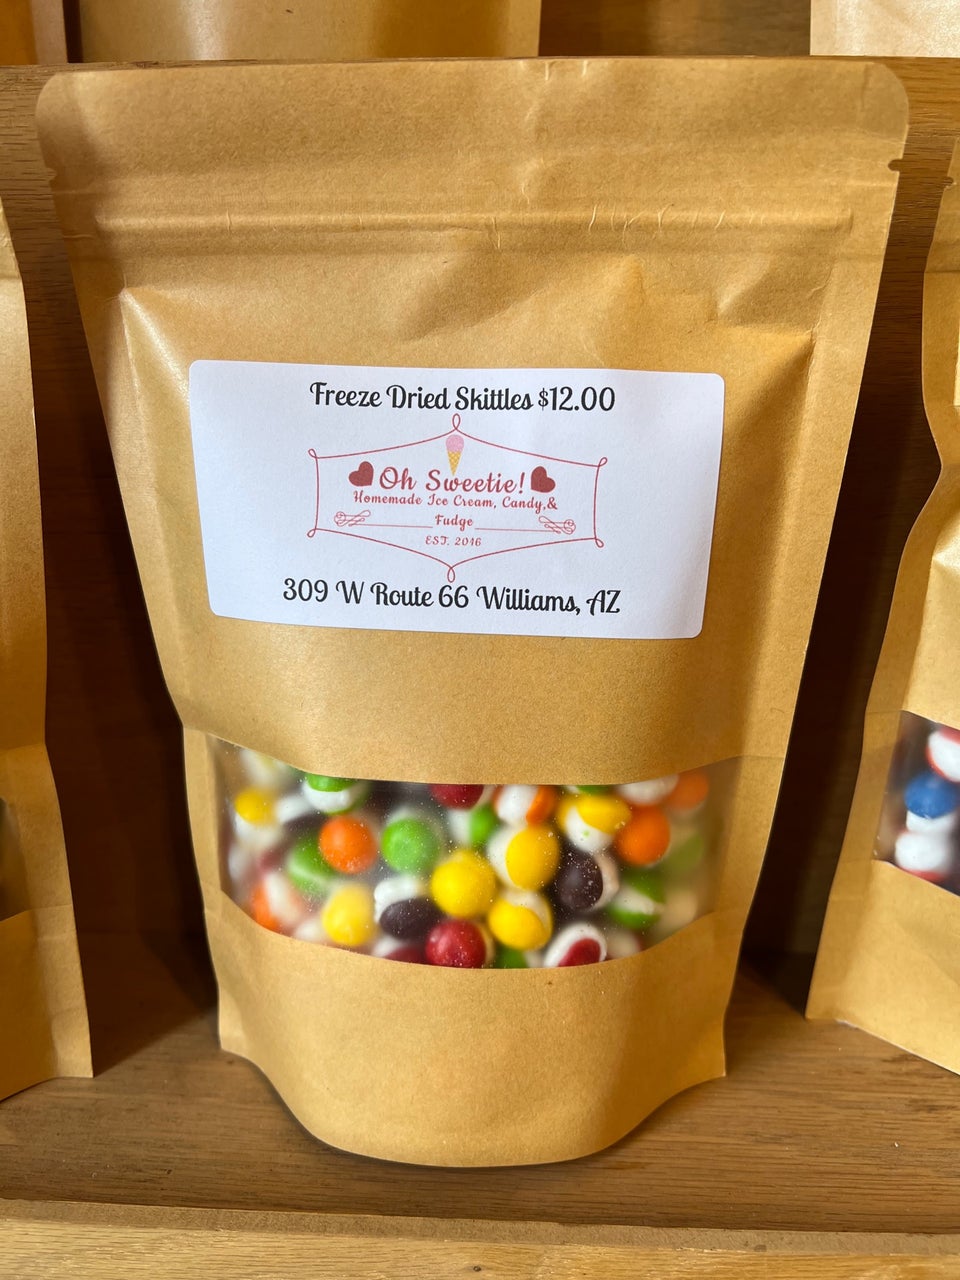 Freeze Dried Skittles $12.00
Oh Sweetie!
Homemade Ice Cream, Candy,&
Fudge
EST. 2016
309 W Route 66 Williams, AZ